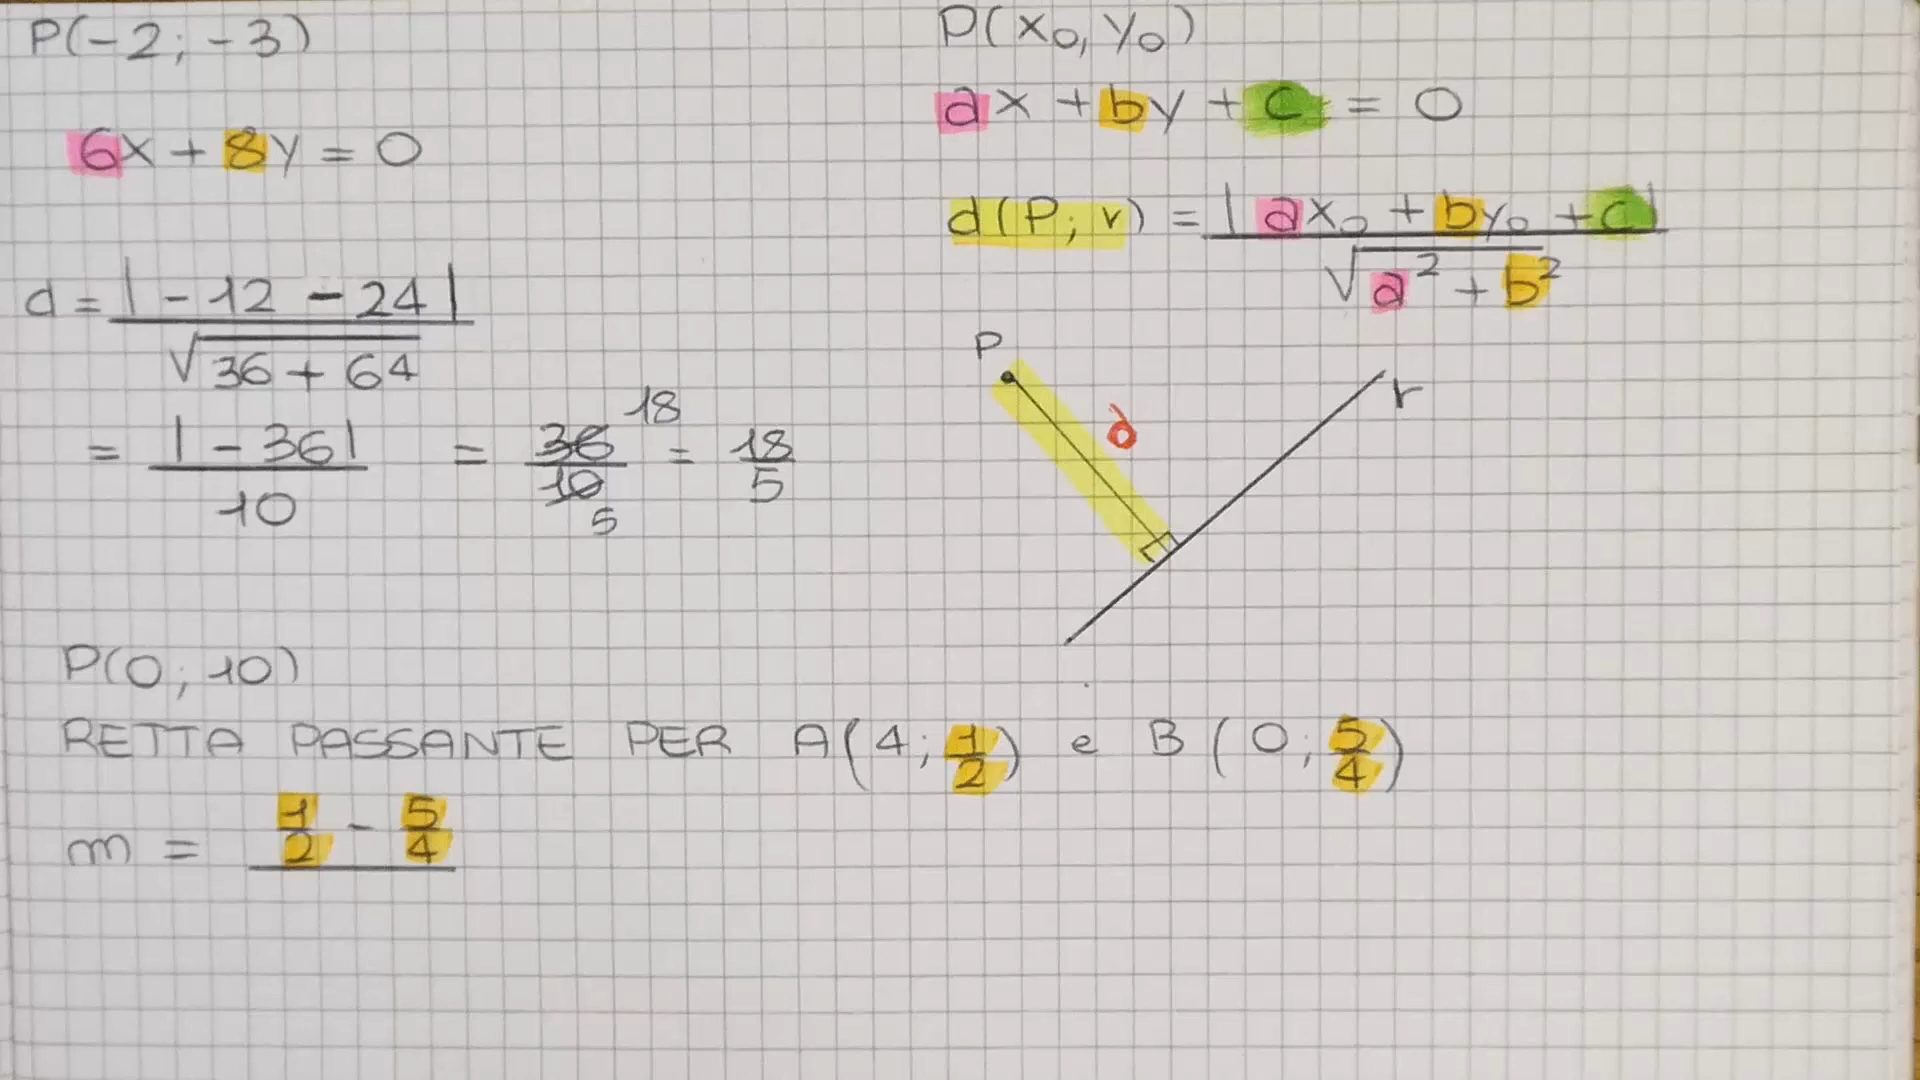 P(-2; -3)
6x + 8y = 0
d = |-12 - 24|
√36 + 64
= |-36| = 36 18 = 18
10 10 5 5
P(x₀, y₀)
ax + by + c = 0
d(P; r) = |ax₀ + by₀ + c|
√a² + b²
P
d
r
P(0; 10)
RETTA PASSANTE PER A(4; 1/2) e B(0; 5/4)
m = 1/2 - 5/4